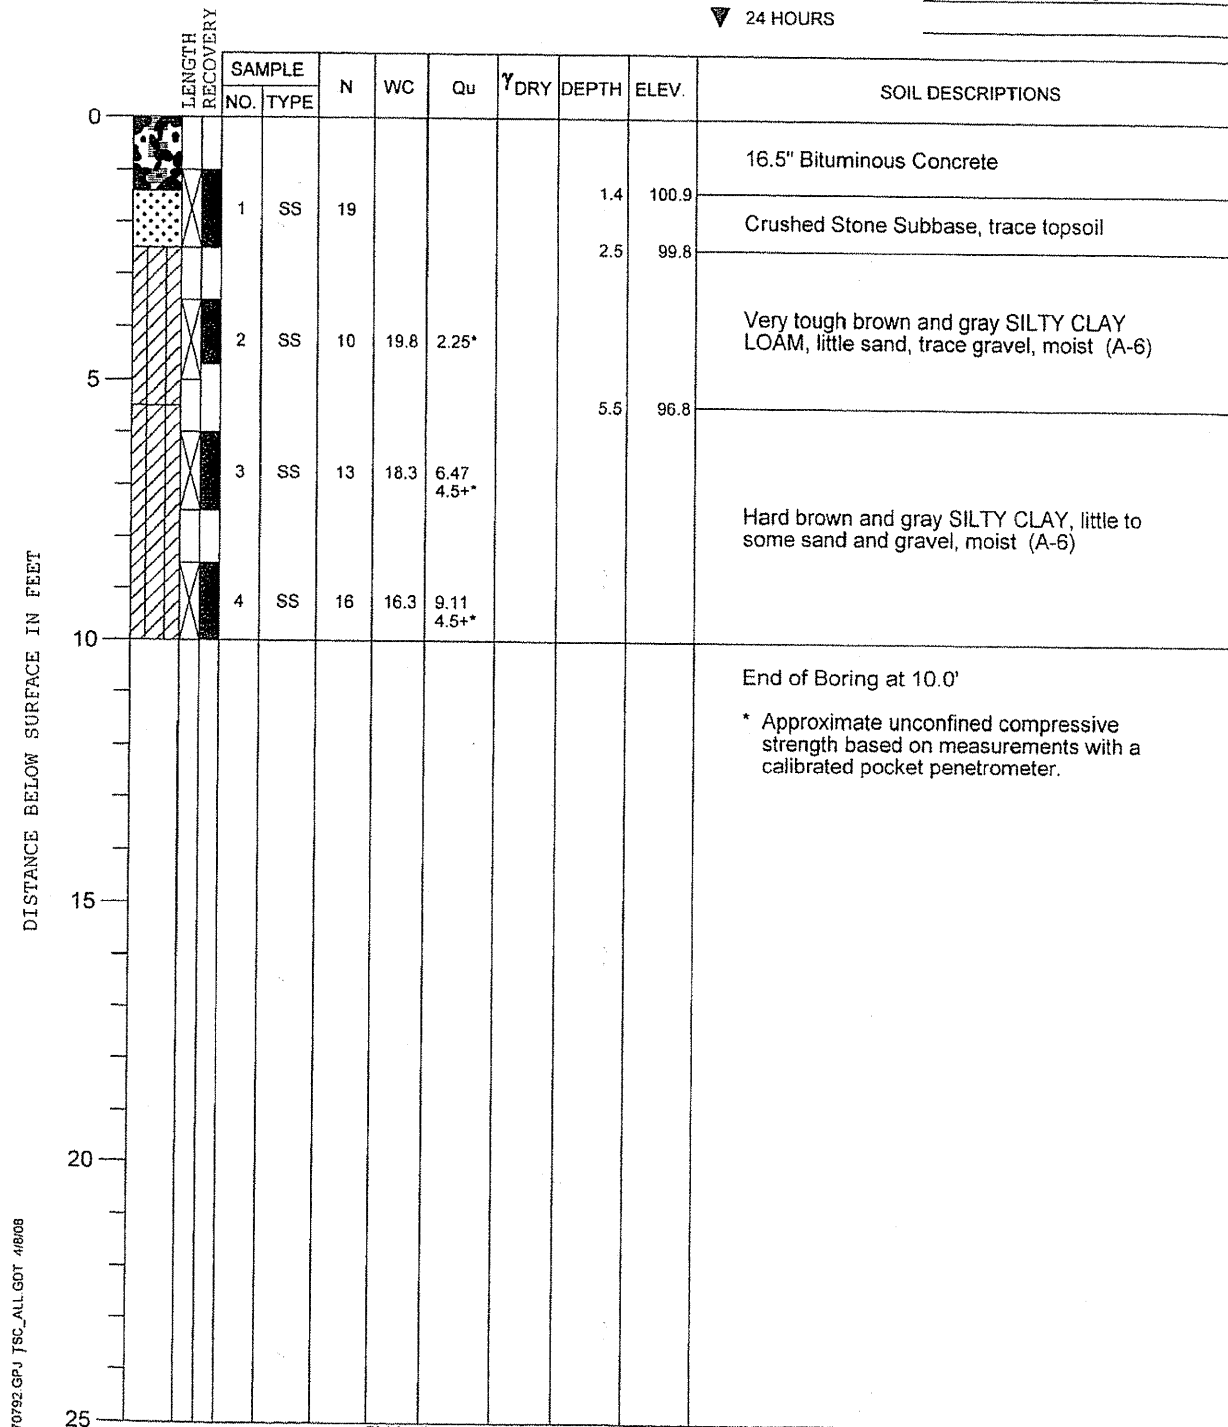 24 HOURS
LENGTH
RECOVERY
SAMPLE
NO. TYPE N WC Qu γDRY DEPTH ELEV. SOIL DESCRIPTIONS
0
16.5" Bituminous Concrete
1.4 100.9
1 SS 19
Crushed Stone Subbase, trace topsoil
2.5 99.8
Very tough brown and gray SILTY CLAY
LOAM, little sand, trace gravel, moist (A-6)
2 SS 10 19.8 2.25*
5
5.5 96.8
3 SS 13 18.3 6.47
4.5+*
Hard brown and gray SILTY CLAY, little to
some sand and gravel, moist (A-6)
4 SS 16 16.3 9.11
4.5+*
10
End of Boring at 10.0'
* Approximate unconfined compressive
strength based on measurements with a
calibrated pocket penetrometer.
15
20
25
DISTANCE BELOW SURFACE IN FEET
70792.GPJ TSC_ALL.GDT 4/8/08